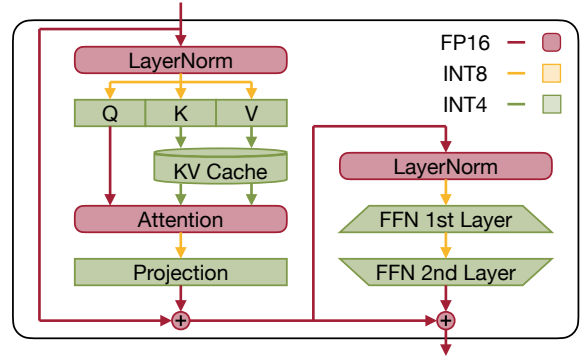 LayerNorm
Q K V
KV Cache
Attention
Projection
+
FP16
INT8
INT4
LayerNorm
FFN 1st Layer
FFN 2nd Layer
+